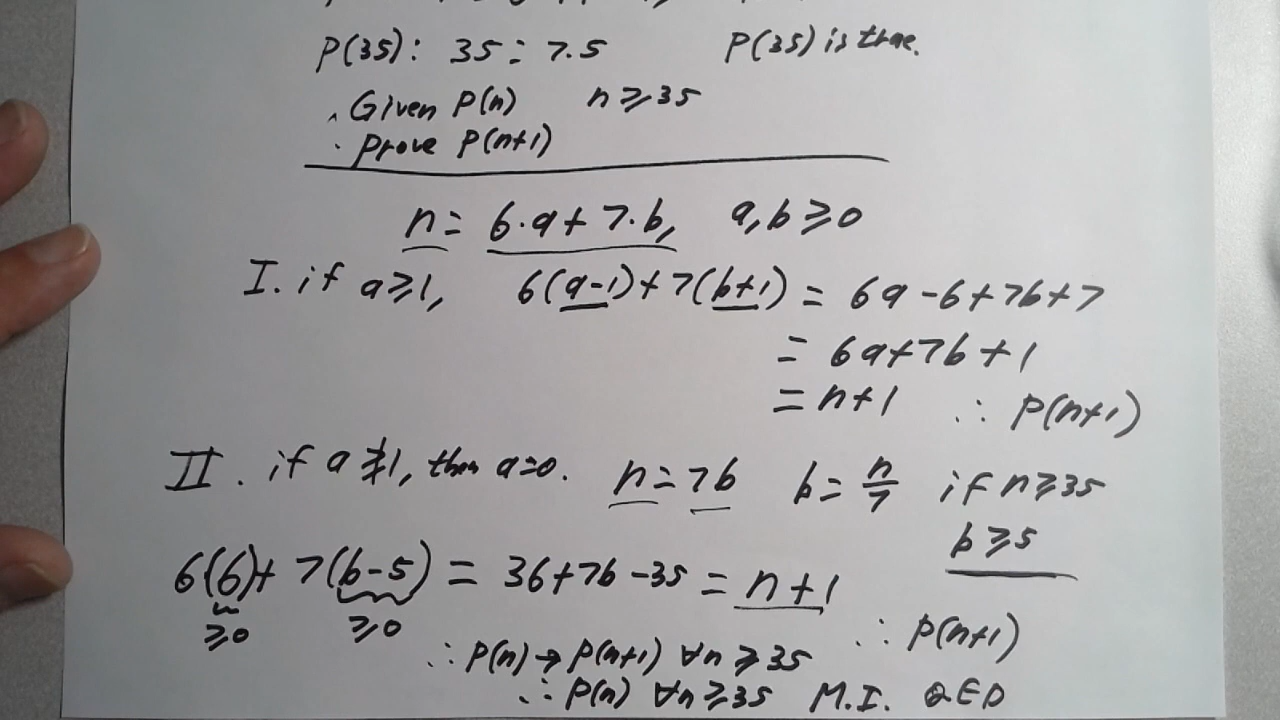 P(35): 35 = 7.5 P(35) is true.
. Given P(n) n ≥ 35
. Prove P(n+1)
n = 6·a + 7·b, a,b ≥ 0
I. if a ≥ 1, 6(a-1) + 7(b+1) = 6a - 6 + 7b + 7
= 6a + 7b + 1
= n+1 ∴ P(n+1)
II. if a ≱ 1, then a=0. n = 7b b = n/7 if n ≥ 35
b ≥ 5
6(6) + 7(b-5) = 36 + 7b - 35 = n+1
≥0 ≥0 ∴ P(n+1)
∴ P(n) → P(n+1) ∀n ≥ 35
∴ P(n) ∀n ≥ 35 M.I. QED